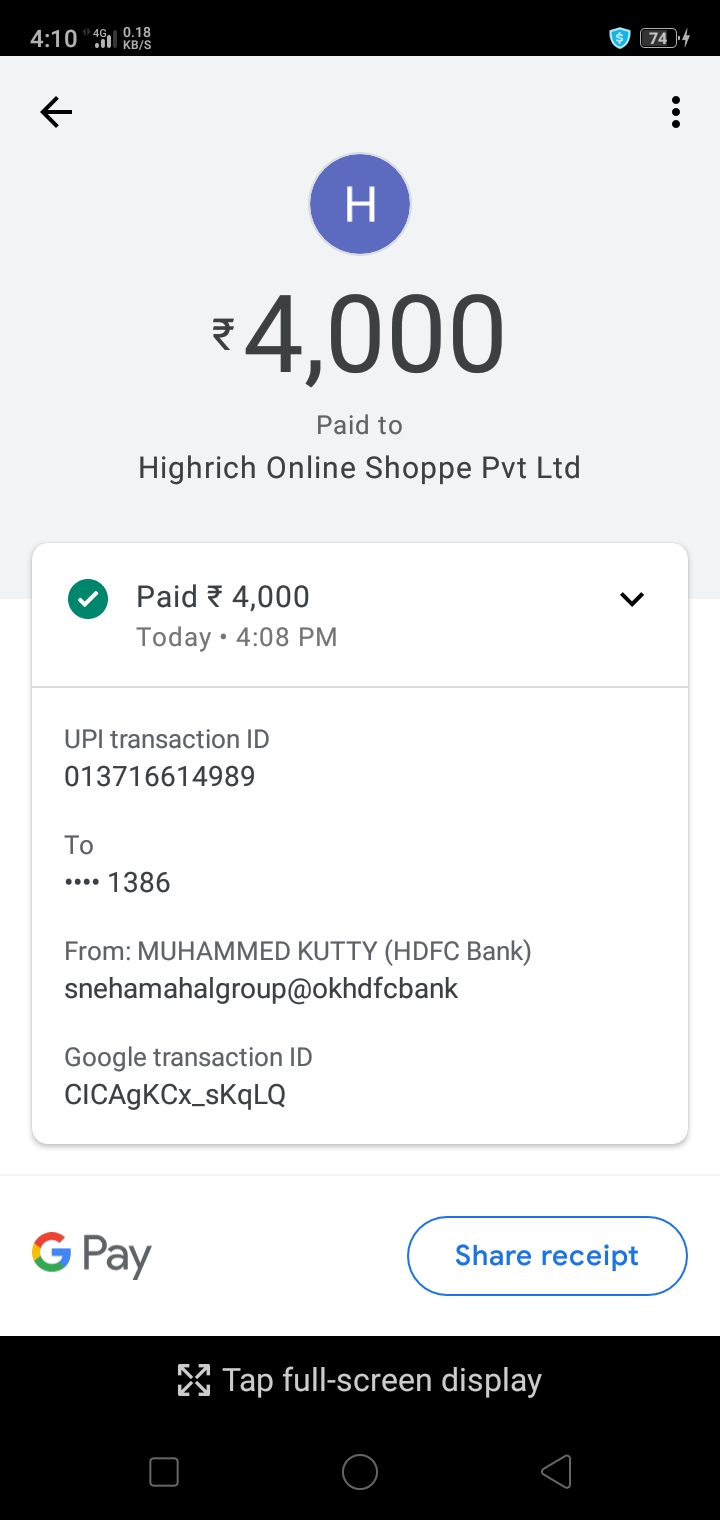 4:10 4G 0.18 KB/S 74
H
₹4,000
Paid to
Highrich Online Shoppe Pvt Ltd
Paid ₹ 4,000
Today • 4:08 PM
UPI transaction ID
013716614989
To
•••• 1386
From: MUHAMMED KUTTY (HDFC Bank)
snehamahalgroup@okhdfcbank
Google transaction ID
CICAgKCx_sKqLQ
G Pay
Share receipt
Tap full-screen display